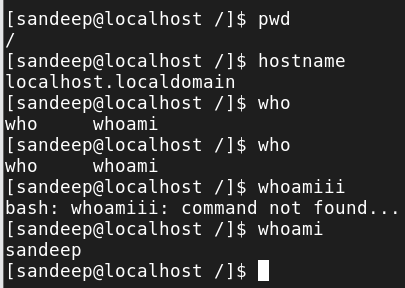 [sandeep@localhost /]$ pwd
/
[sandeep@localhost /]$ hostname
localhost.localdomain
[sandeep@localhost /]$ who
who     whoami
[sandeep@localhost /]$ who
who     whoami
[sandeep@localhost /]$ whoamiii
bash: whoamiii: command not found...
[sandeep@localhost /]$ whoami
sandeep
[sandeep@localhost /]$